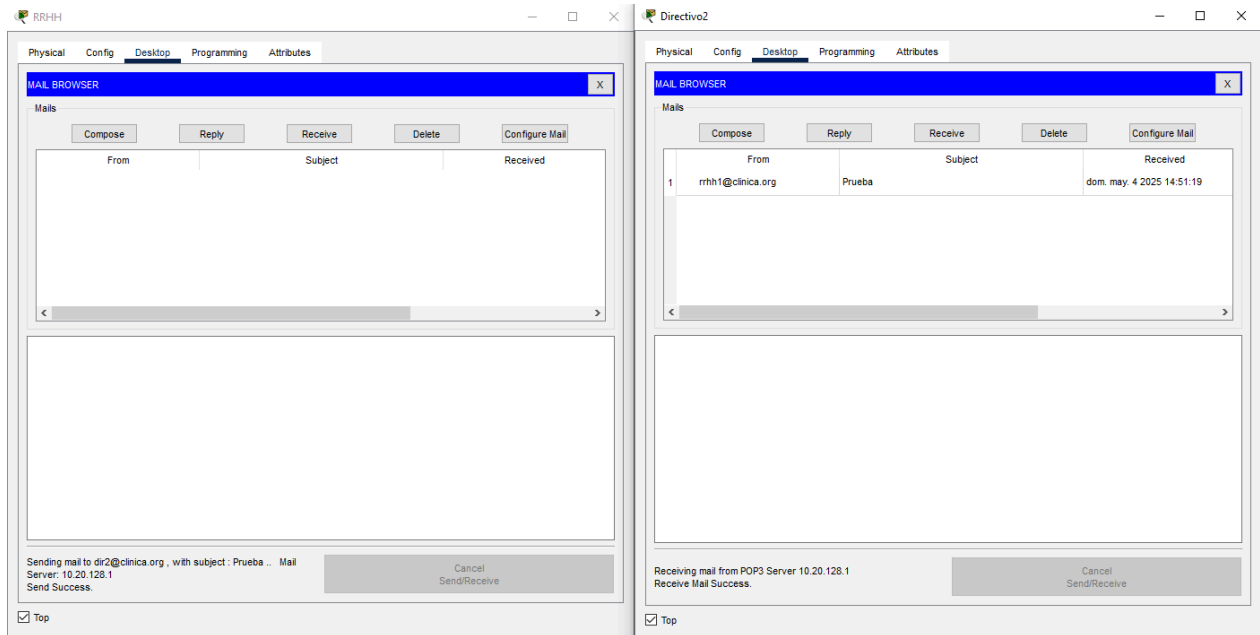 RRHH
Physical Config Desktop Programming Attributes
MAIL BROWSER X
Mails
Compose Reply Receive Delete Configure Mail
From Subject Received
Sending mail to dir2@clinica.org , with subject : Prueba .. Mail
Server: 10.20.128.1
Send Success.
Cancel
Send/Receive
Top
Directivo2
Physical Config Desktop Programming Attributes
MAIL BROWSER X
Mails
Compose Reply Receive Delete Configure Mail
From Subject Received
1 rrhh1@clinica.org Prueba dom. may. 4 2025 14:51:19
Receiving mail from POP3 Server 10.20.128.1
Receive Mail Success.
Cancel
Send/Receive
Top